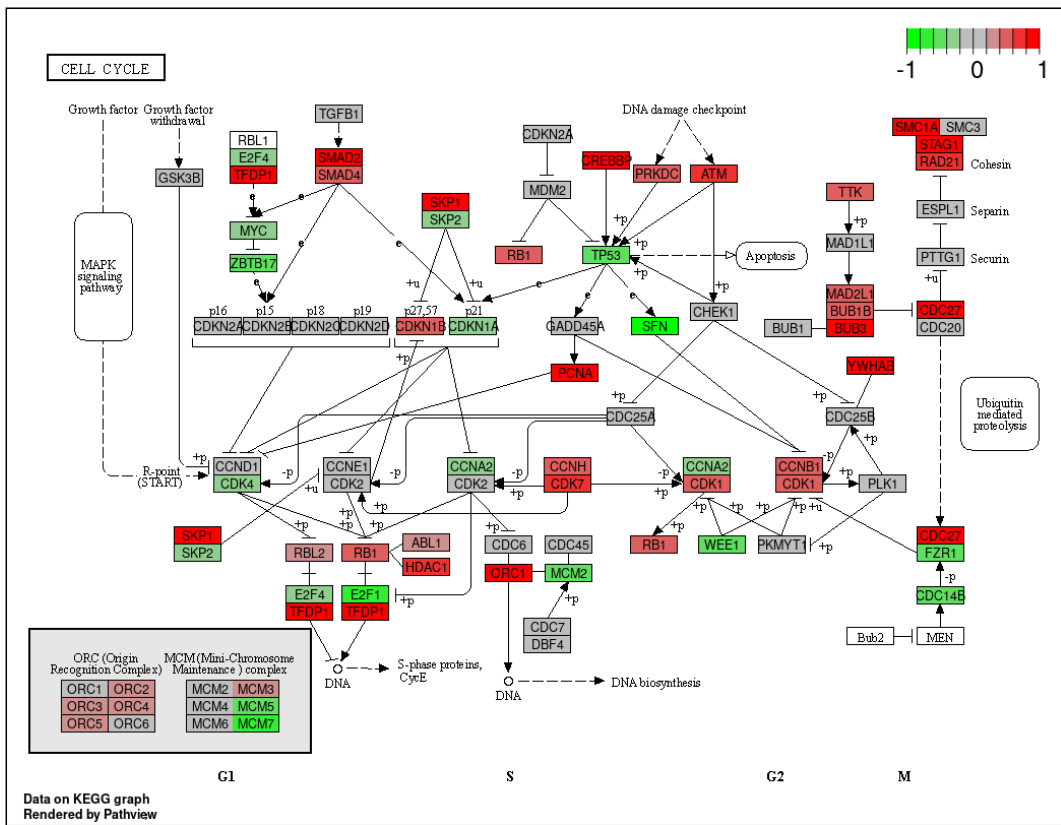 CELL CYCLE
-1 0 1
Growth factor
Growth factor
withdrawal
TGFB1
DNA damage checkpoint
RBL1
E2F4
TFDP1
SMAD2
SMAD4
CDKN2A
CREBBP
PRKDC
ATM
SMC1A
SMC3
STAG1
RAD21
Cohesin
GSK3B
MDM2
TTK
ESPL1
Separin
MYC
SKP1
SKP2
e
e
+p
+p
ZBTB17
RB1
TP53
Apoptosis
MAD1L1
PTTG1
Securin
MAPK
signaling
pathway
e
e
+u
+u
+p
+p
+u
e
e
e
MAD2L1
BUB1B
BUB3
BUB1
CDC27
CDC20
p16
p15
p18
p19
p27,57
p21
CDKN2A
CDKN2B
CDKN2C
CDKN2D
CDKN1B
CDKN1A
GADD45A
SFN
CHEK1
+p
PCNA
YWHAB
+p
+p
CDC25A
CDC25B
Ubiquitin
mediated
proteolysis
R-point
(START)
+p
CCND1
CDK4
-p
CCNE1
CDK2
-p
CCNA2
CDK2
-p
+p
CCNH
CDK7
-p
+p
CCNA2
CDK1
CCNB1
CDK1
-p
+p
+p
PLK1
+u
+p
+p
+p
+p
+p
+p
+p
+p
+p
+u
SKP1
SKP2
RBL2
RB1
ABL1
HDAC1
CDC6
CDC45
ORC1
MCM2
RB1
WEE1
PKMYT1
+p
CDC27
FZR1
-p
CDC14B
E2F4
TFDP1
E2F1
TFDP1
+p
+p
CDC7
DBF4
Bub2
MEN
DNA
S-phase proteins,
CycE
DNA
DNA biosynthesis
ORC (Origin
Recognition Complex)
MCM (Mini-Chromosome
Maintenance ) complex
ORC1 ORC2 MCM2 MCM3
ORC3 ORC4 MCM4 MCM5
ORC5 ORC6 MCM6 MCM7
G1
S
G2
M
Data on KEGG graph
Rendered by Pathview